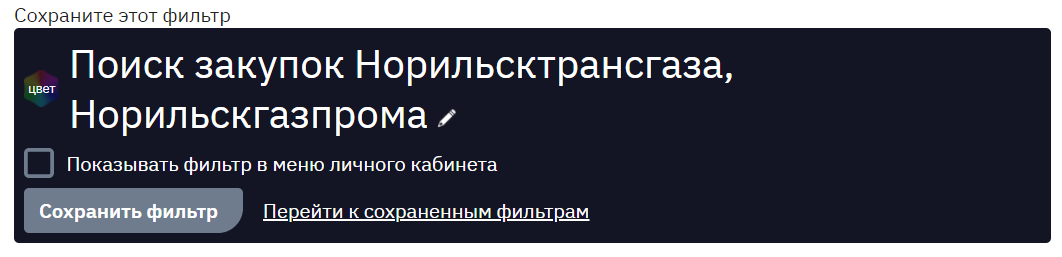 Сохраните этот фильтр
Поиск закупок Норильсктрансгаза,
цвет
Норильскгазпрома
Показывать фильтр в меню личного кабинета
Сохранить фильтр Перейти к сохраненным фильтрам